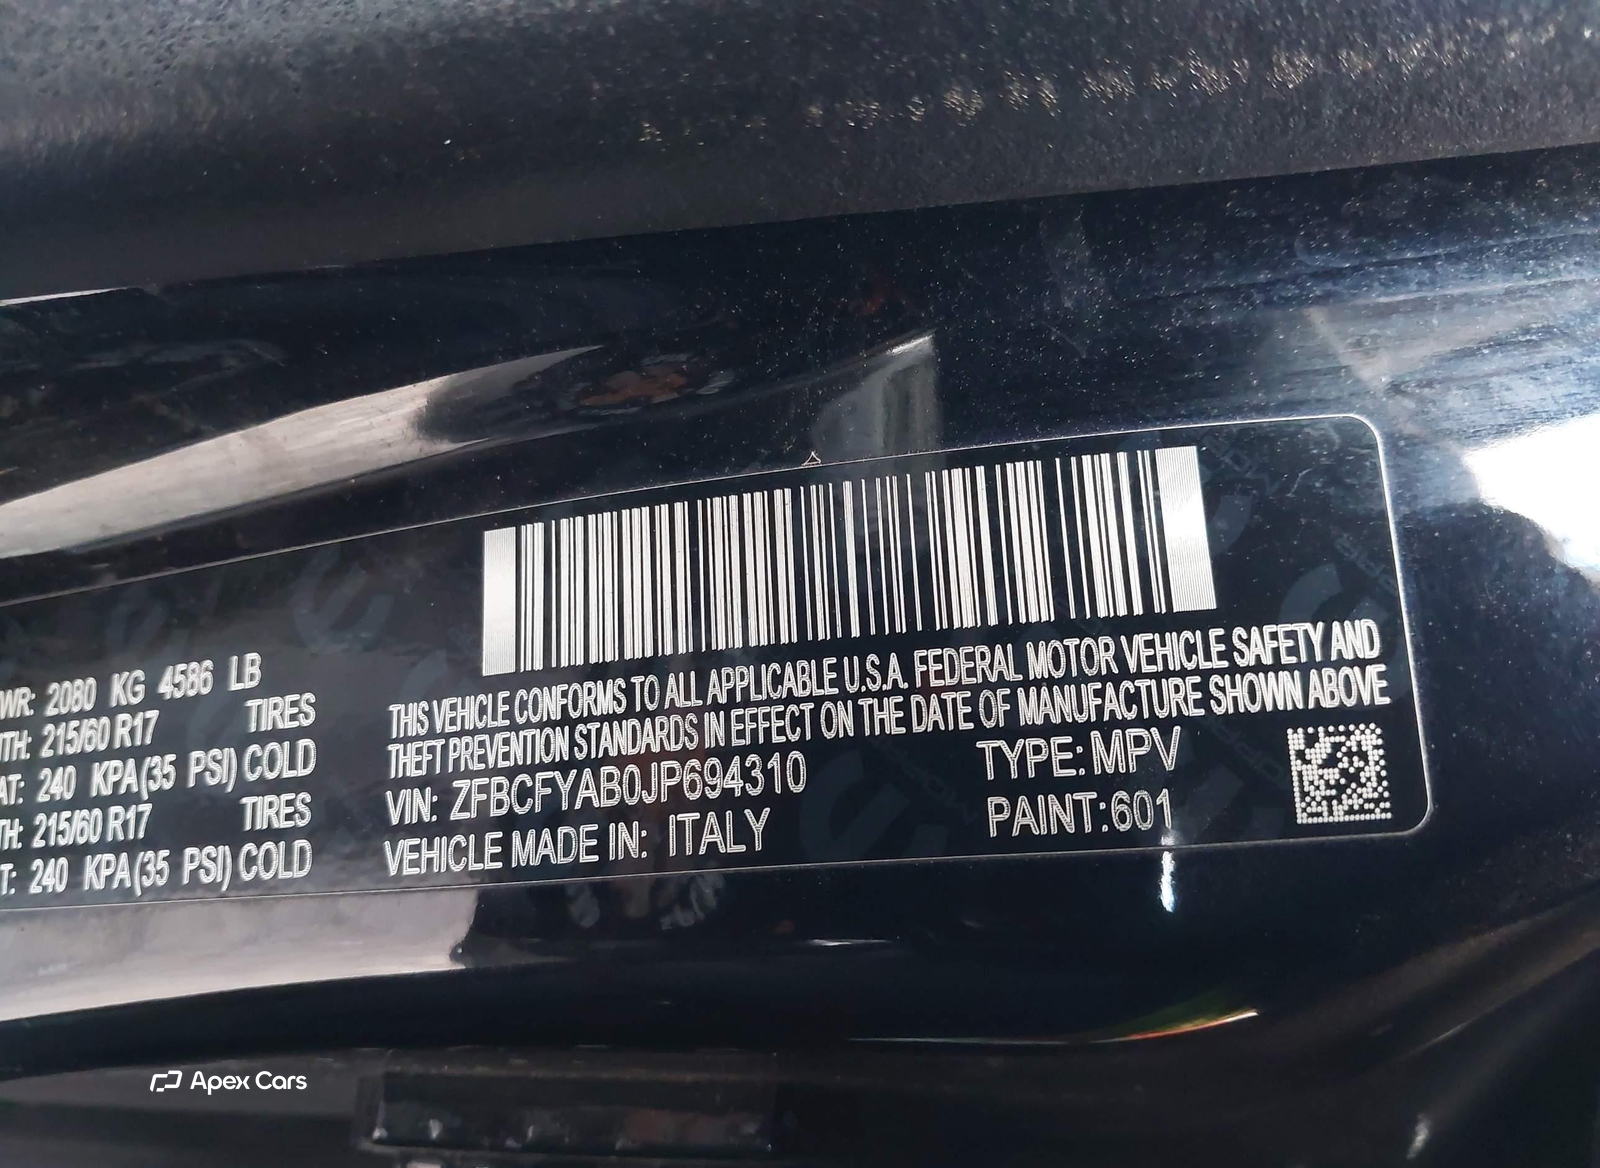 WR: 2080 KG 4586 LB
ITH: 215/60 R17 TIRES
AT: 240 KPA(35 PSI) COLD
TH: 215/60 R17 TIRES
T: 240 KPA(35 PSI) COLD
THIS VEHICLE CONFORMS TO ALL APPLICABLE U.S.A. FEDERAL MOTOR VEHICLE SAFETY AND
THEFT PREVENTION STANDARDS IN EFFECT ON THE DATE OF MANUFACTURE SHOWN ABOVE
VIN: ZFBCFYAB0JP694310 TYPE: MPV
VEHICLE MADE IN: ITALY PAINT: 601
Apex Cars